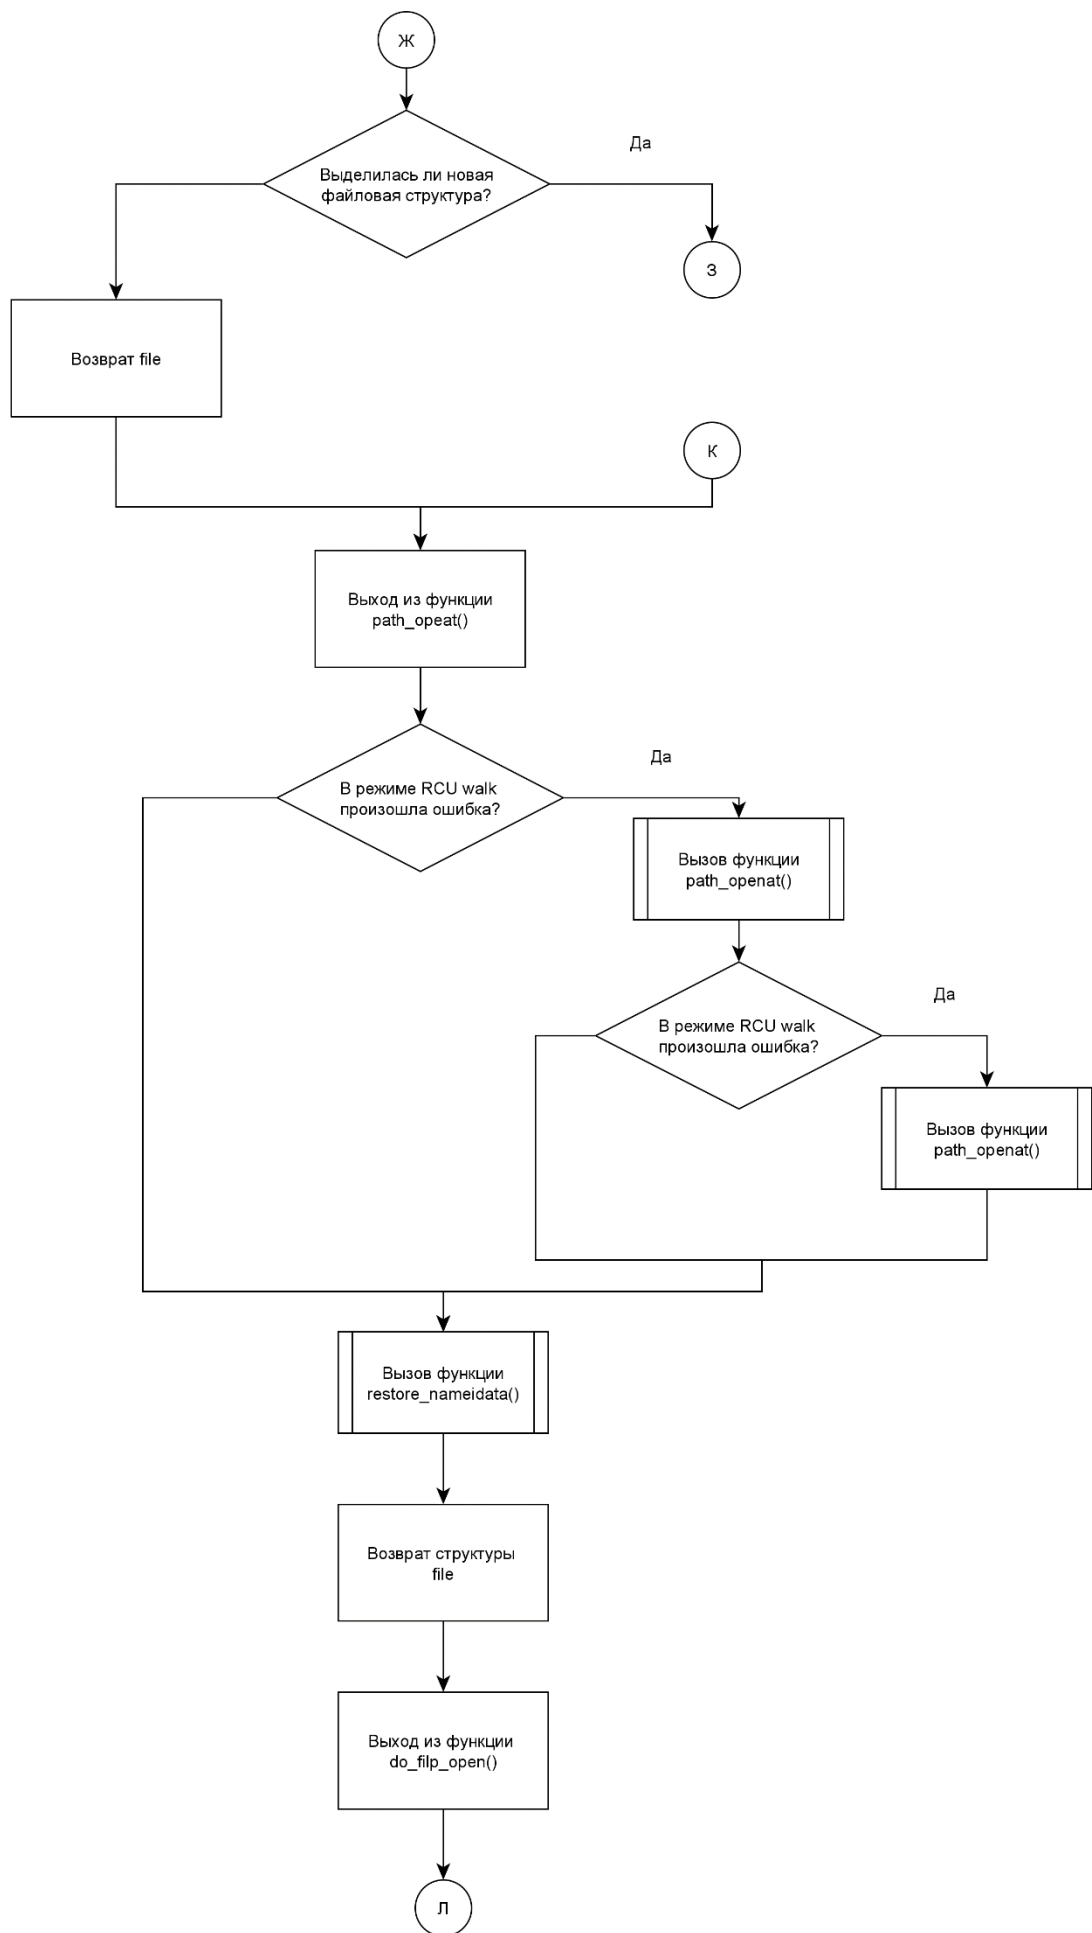 Ж
Да
Выделилась ли новая
файловая структура?
З
Возврат file
К
Выход из функции
path_opeat()
Да
В режиме RCU walk
произошла ошибка?
Вызов функции
path_openat()
Да
В режиме RCU walk
произошла ошибка?
Вызов функции
path_openat()
Вызов функции
restore_nameidata()
Возврат структуры
file
Выход из функции
do_filp_open()
Л